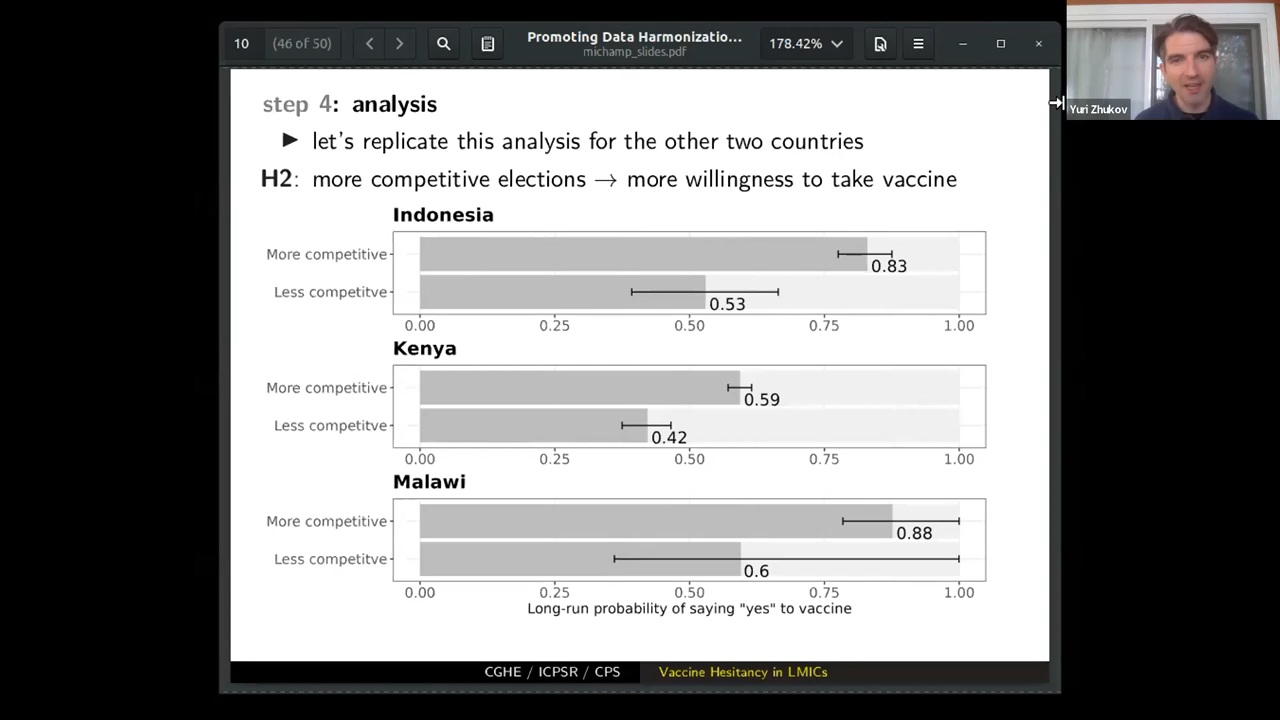 10 (46 of 50) Promoting Data Harmonizatio... 178.42%
michamp_slides.pdf
Yuri Zhukov
step 4: analysis
► let's replicate this analysis for the other two countries
H2: more competitive elections → more willingness to take vaccine
Indonesia
More competitive 0.83
Less competitve 0.53
0.00 0.25 0.50 0.75 1.00
Kenya
More competitive 0.59
Less competitve 0.42
0.00 0.25 0.50 0.75 1.00
Malawi
More competitive 0.88
Less competitve 0.6
0.00 0.25 0.50 0.75 1.00
Long-run probability of saying "yes" to vaccine
CGHE / ICPSR / CPS Vaccine Hesitancy in LMICs